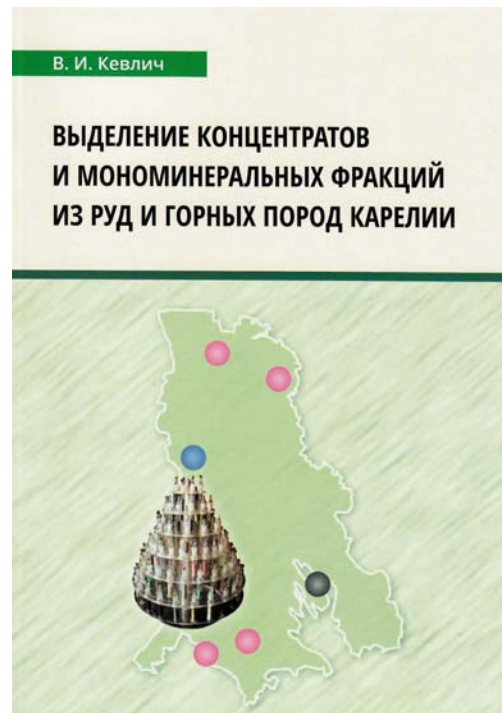 В. И. Кевлич
ВЫДЕЛЕНИЕ КОНЦЕНТРАТОВ
И МОНОМИНЕРАЛЬНЫХ ФРАКЦИЙ
ИЗ РУД И ГОРНЫХ ПОРОД КАРЕЛИИ